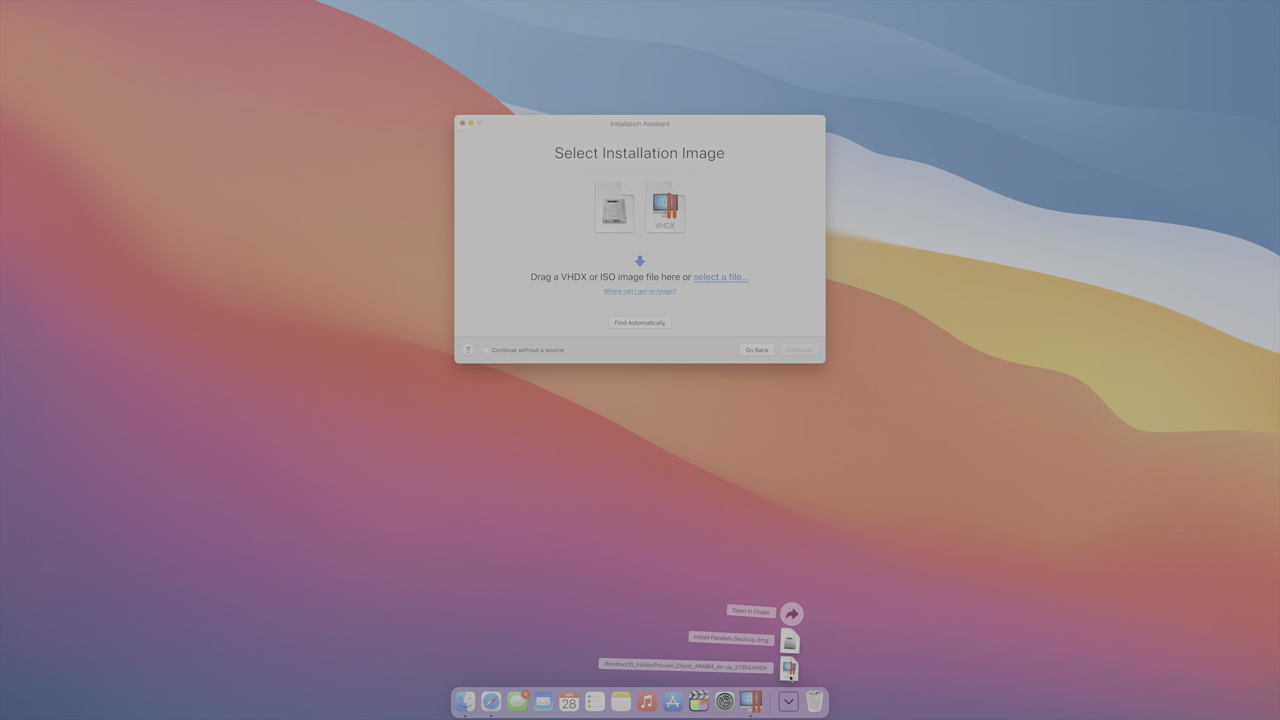 Installation Assistant
Select Installation Image
VHDX
Drag a VHDX or ISO image file here or select a file...
Where can I get an image?
Find Automatically
?
Continue without a source
Go Back
Continue
Open in Finder
Install Parallels Desktop.dmg
Windows10_InsiderPreview_Client_ARM64_en-us_21354.VHDX
28